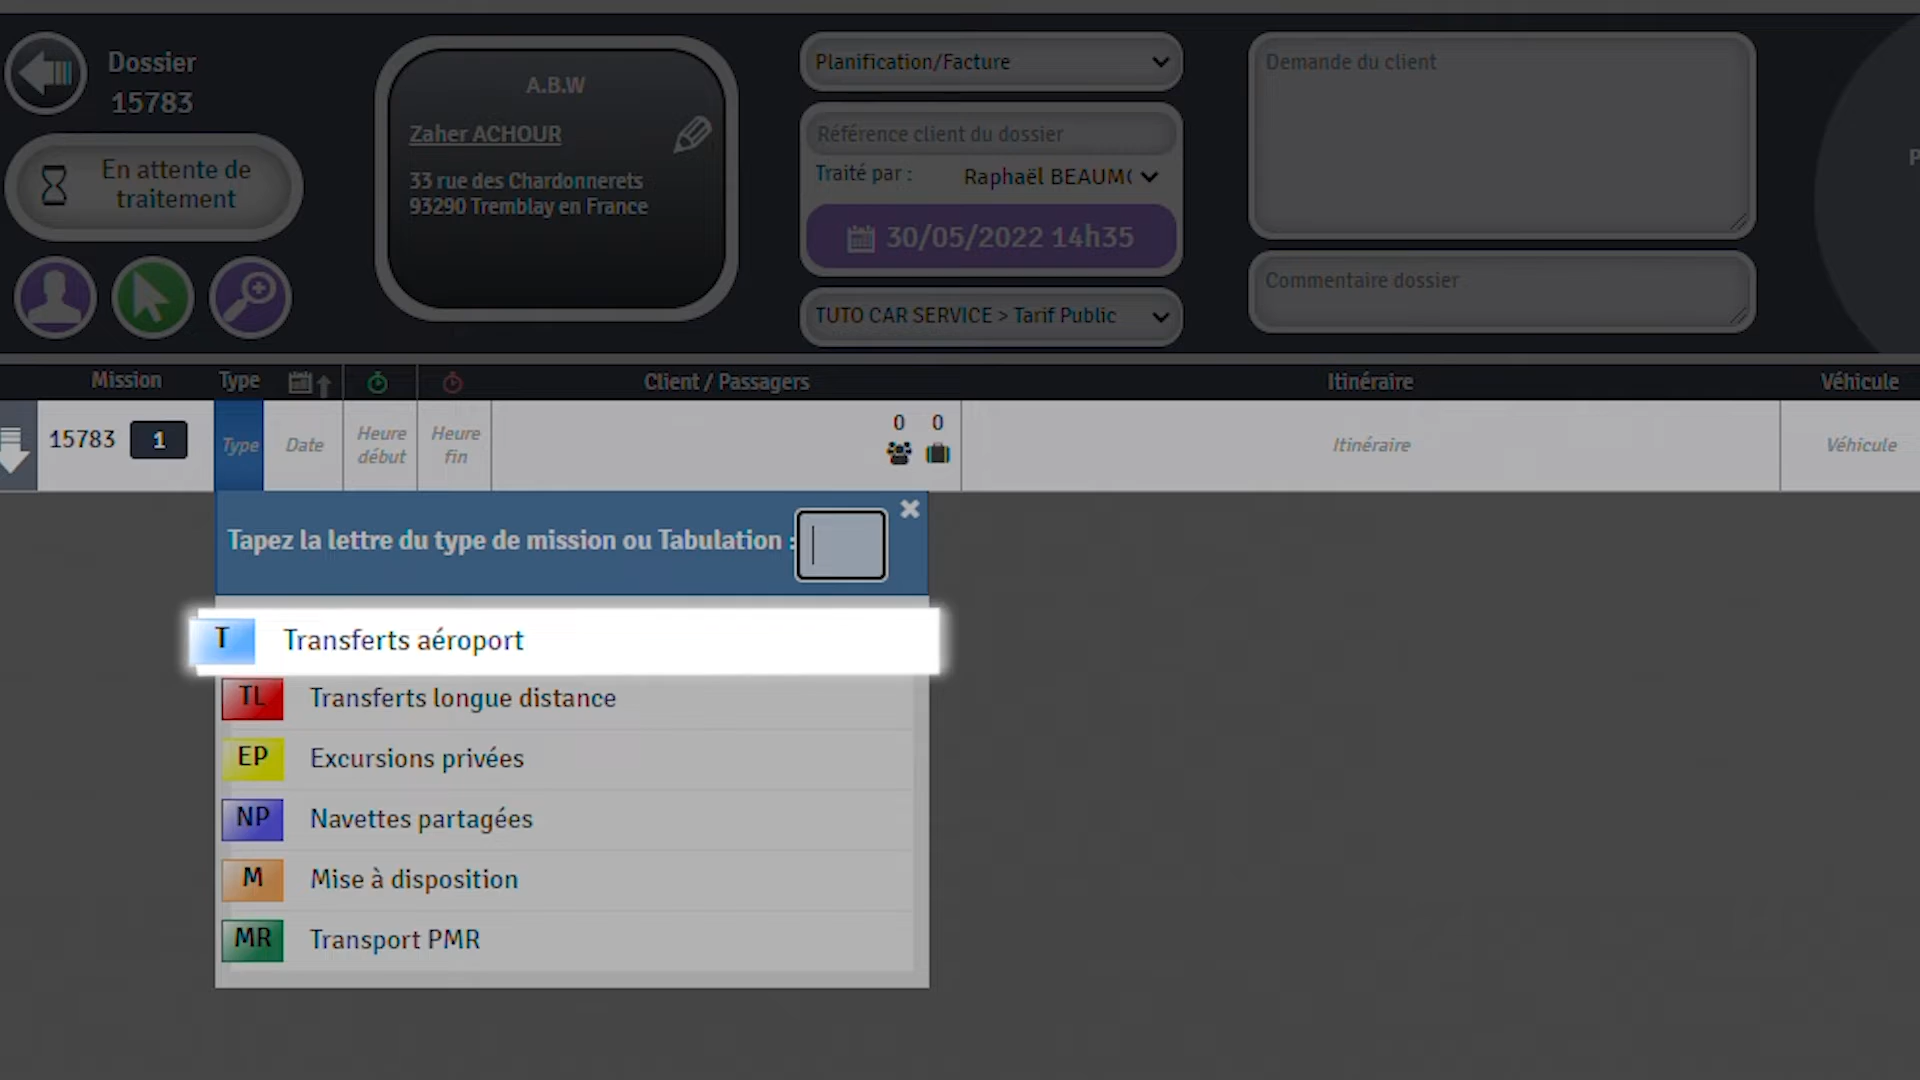 Dossier
15783
En attente de
traitement
A.B.W
Zaher ACHOUR
33 rue des Chardonnerets
93290 Tremblay en France
Planification/Facture
Référence client du dossier
Traité par :
Raphaël
30/05/2022 14h35
TUTO CAR SERVICE > Tarif Public
Demande du client
Commentaire dossier
P
Mission Type Client / Passagers Itinéraire Véhicule
15783 1 Type Date Heure début Heure fin 0 0 Itinéraire Véhicule
Tapez la lettre du type de mission ou Tabulation :
T Transferts aéroport
TL Transferts longue distance
EP Excursions privées
NP Navettes partagées
M Mise à disposition
MR Transport PMR